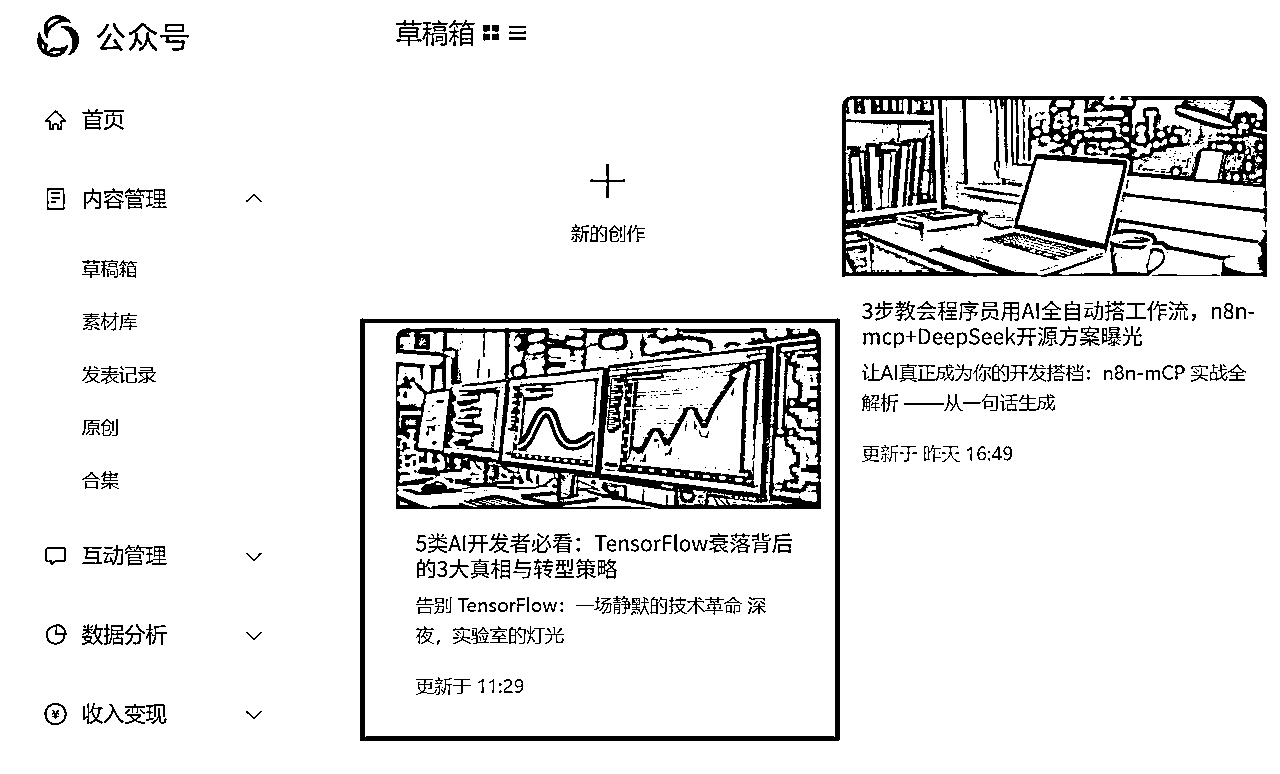 公众号
首页
内容管理
草稿箱
素材库
发表记录
原创
合集
互动管理
数据分析
收入变现
草稿箱
新的创作
3步教会程序员用AI全自动搭工作流，n8n-
mcp+DeepSeek开源方案曝光
让AI真正成为你的开发搭档：n8n-mCP 实战全
解析 ——从一句话生成
更新于 昨天 16:49
5类AI开发者必看：TensorFlow衰落背后
的3大真相与转型策略
告别 TensorFlow：一场静默的技术革命 深
夜，实验室的灯光
更新于 11:29